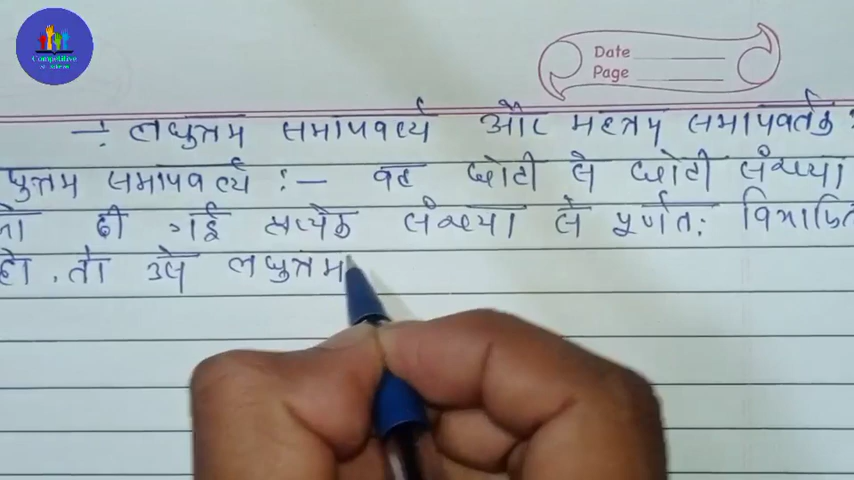 Competitive
Date
Page
-: लघुत्तम समापवर्त्य और महत्तम समापवर्तक :
घुत्तम समापवर्त्य :- वह छोटी से छोटी संख्या
दी गई प्रत्येक संख्या से पूर्णतः विभाजित
हो . तो उसे लघुत्तम